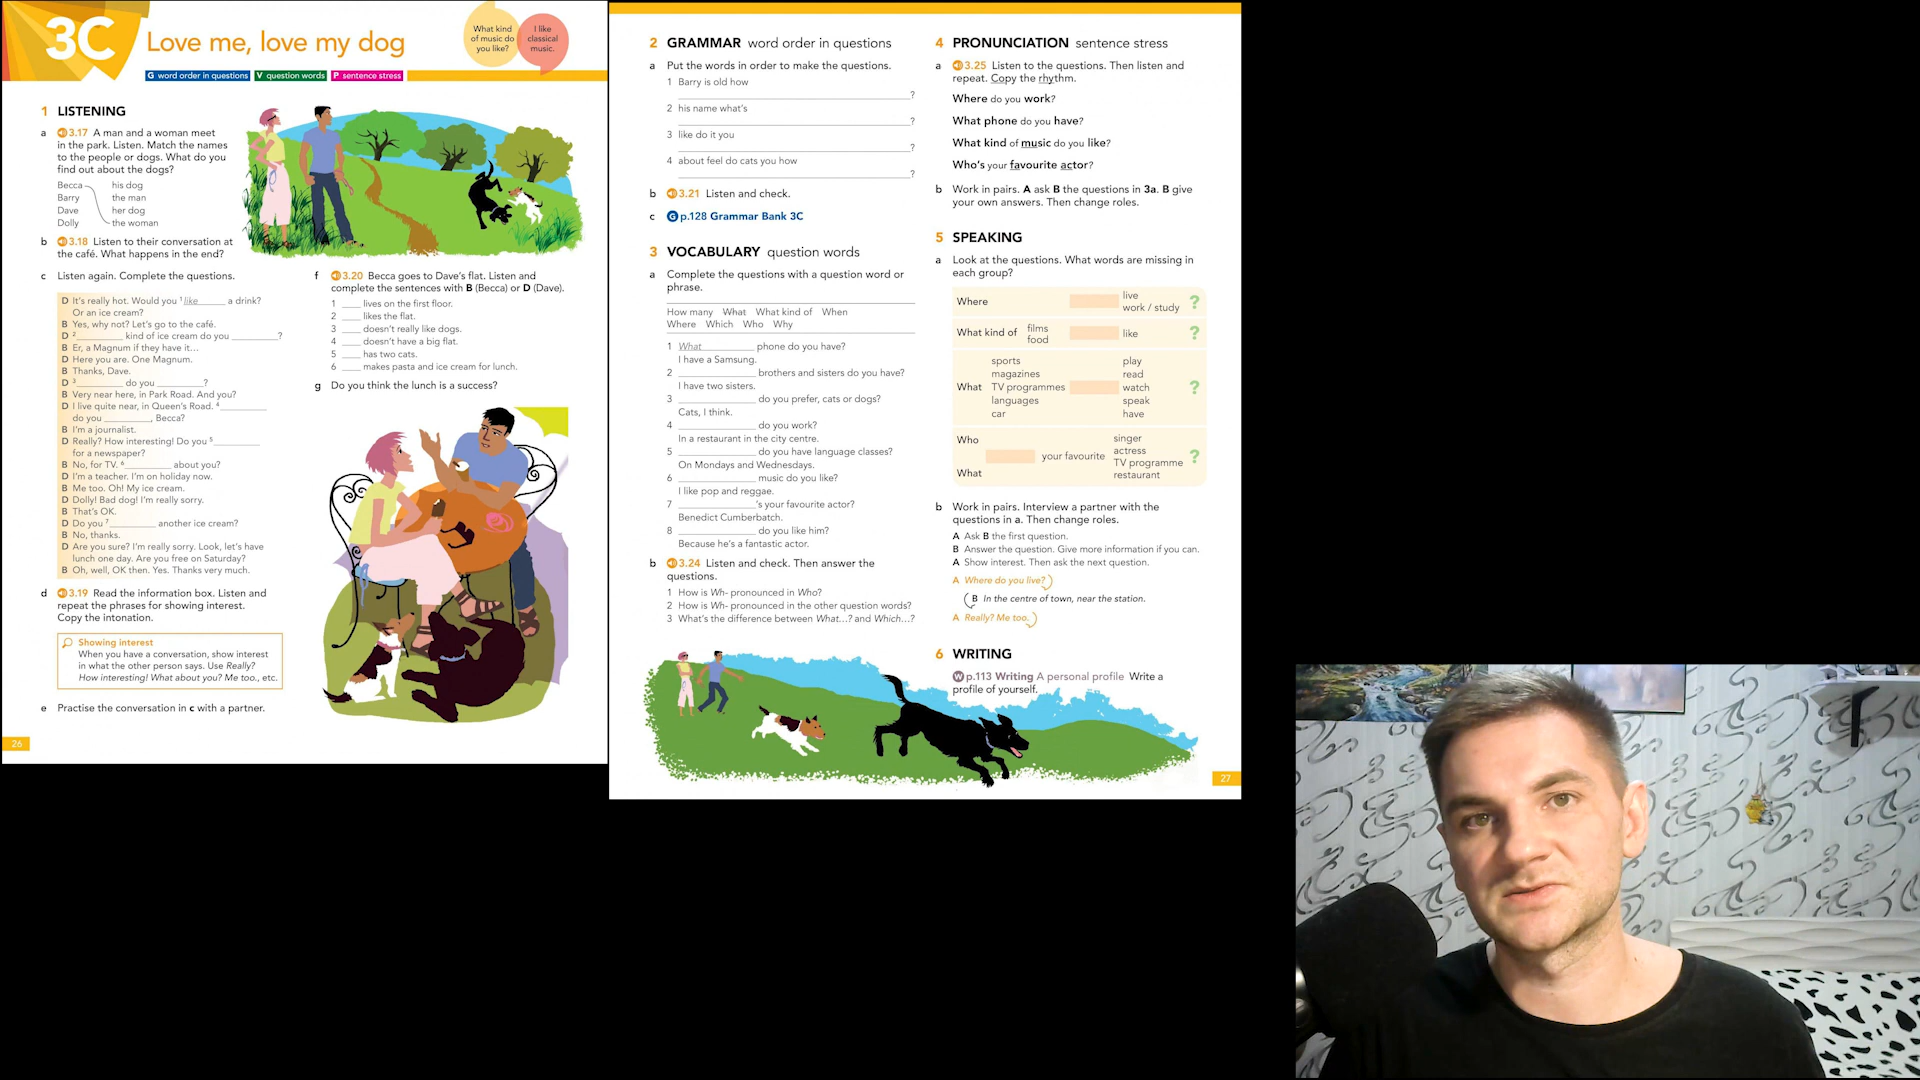 3C
Love me, love my dog
What kind
of music do
you like?
I like
classical
music.
G word order in questions V question words P sentence stress
1 LISTENING
a 3.17 A man and a woman meet
in the park. Listen. Match the names
to the people or dogs. What do you
find out about the dogs?
Becca his dog
Barry the man
Dave her dog
Dolly the woman
b 3.18 Listen to their conversation at
the café. What happens in the end?
c Listen again. Complete the questions.
D It's really hot. Would you ¹like______ a drink?
Or an ice cream?
B Yes, why not? Let's go to the café.
D ²__________ kind of ice cream do you __________?
B Er, a Magnum if they have it…
D Here you are. One Magnum.
B Thanks, Dave.
D ³__________ do you __________?
B Very near here, in Park Road. And you?
D I live quite near, in Queen's Road. ⁴__________
do you __________, Becca?
B I'm a journalist.
D Really? How interesting! Do you ⁵__________
for a newspaper?
B No, for TV. ⁶__________ about you?
D I'm a teacher. I'm on holiday now.
B Me too. Oh! My ice cream.
D Dolly! Bad dog! I'm really sorry.
B That's OK.
D Do you ⁷__________ another ice cream?
B No, thanks.
D Are you sure? I'm really sorry. Look, let's have
lunch one day. Are you free on Saturday?
B Oh, well, OK then. Yes. Thanks very much.
d 3.19 Read the information box. Listen and
repeat the phrases for showing interest.
Copy the intonation.
Showing interest
When you have a conversation, show interest
in what the other person says. Use Really?
How interesting! What about you? Me too., etc.
e Practise the conversation in c with a partner.
26
f 3.20 Becca goes to Dave's flat. Listen and
complete the sentences with B (Becca) or D (Dave).
1 ____ lives on the first floor.
2 ____ likes the flat.
3 ____ doesn't really like dogs.
4 ____ doesn't have a big flat.
5 ____ has two cats.
6 ____ makes pasta and ice cream for lunch.
g Do you think the lunch is a success?
2 GRAMMAR word order in questions
a Put the words in order to make the questions.
1 Barry is old how
?
2 his name what's
?
3 like do it you
?
4 about feel do cats you how
?
b 3.21 Listen and check.
c G p.128 Grammar Bank 3C
3 VOCABULARY question words
a Complete the questions with a question word or
phrase.
How many What What kind of When
Where Which Who Why
1 What__________ phone do you have?
I have a Samsung.
2 __________ brothers and sisters do you have?
I have two sisters.
3 __________ do you prefer, cats or dogs?
Cats, I think.
4 __________ do you work?
In a restaurant in the city centre.
5 __________ do you have language classes?
On Mondays and Wednesdays.
6 __________ music do you like?
I like pop and reggae.
7 __________'s your favourite actor?
Benedict Cumberbatch.
8 __________ do you like him?
Because he's a fantastic actor.
b 3.24 Listen and check. Then answer the
questions.
1 How is Wh- pronounced in Who?
2 How is Wh- pronounced in the other question words?
3 What's the difference between What…? and Which…?
4 PRONUNCIATION sentence stress
a 3.25 Listen to the questions. Then listen and
repeat. Copy the rhythm.
Where do you work?
What phone do you have?
What kind of music do you like?
Who's your favourite actor?
b Work in pairs. A ask B the questions in 3a. B give
your own answers. Then change roles.
5 SPEAKING
a Look at the questions. What words are missing in
each group?
Where live
work / study ?
What kind of films
food like ?
What
sports play
magazines read
TV programmes watch
languages speak
car have
?
Who
What
your favourite
singer
actress
TV programme
restaurant
?
b Work in pairs. Interview a partner with the
questions in a. Then change roles.
A Ask B the first question.
B Answer the question. Give more information if you can.
A Show interest. Then ask the next question.
A Where do you live?
B In the centre of town, near the station.
A Really? Me too.
6 WRITING
W p.113 Writing A personal profile Write a
profile of yourself.
27